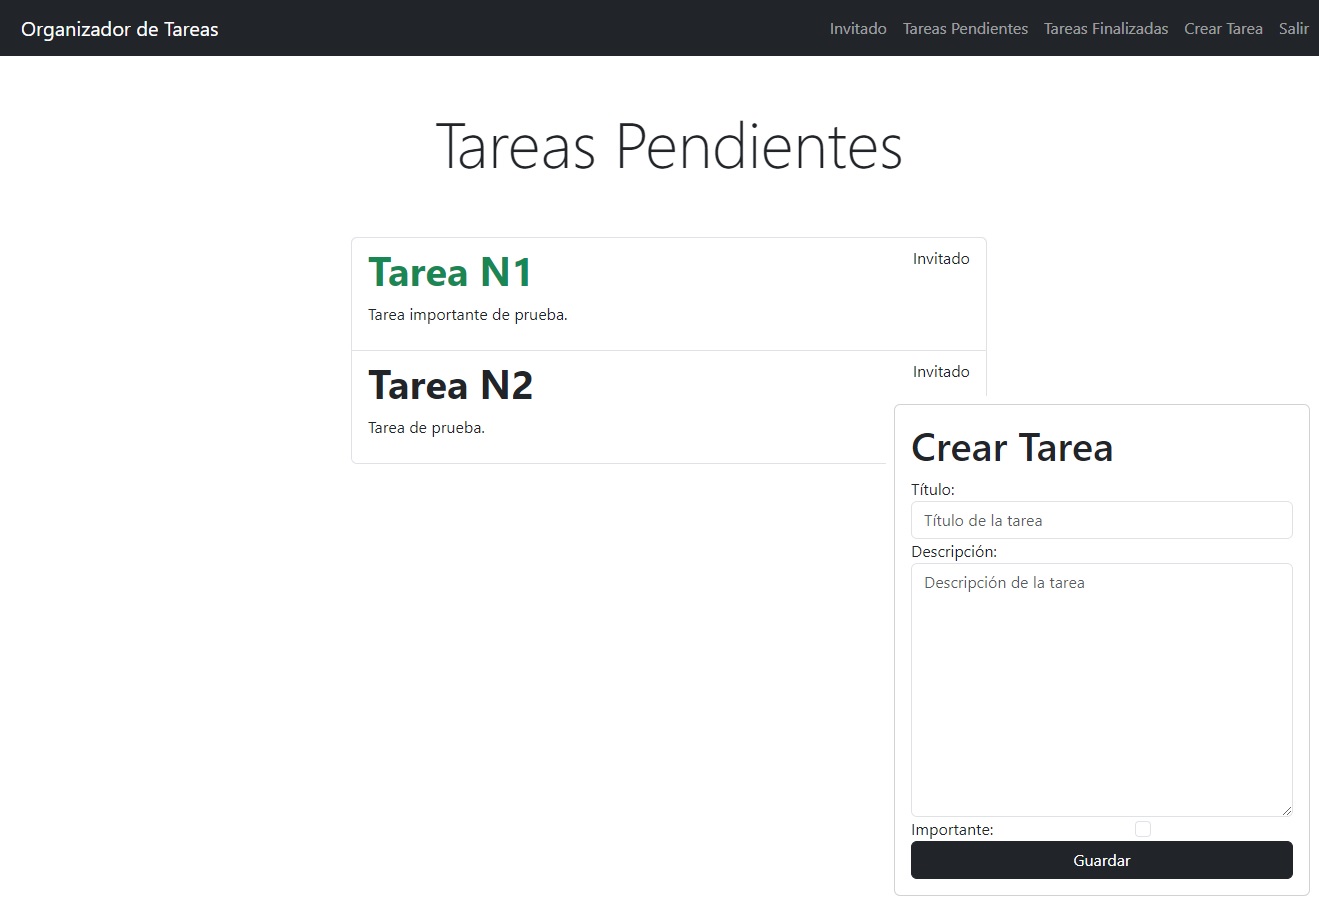 Organizador de Tareas
Invitado Tareas Pendientes Tareas Finalizadas Crear Tarea Salir
Tareas Pendientes
Tarea N1
Invitado
Tarea importante de prueba.
Tarea N2
Invitado
Tarea de prueba.
Crear Tarea
Título:
Título de la tarea
Descripción:
Descripción de la tarea
Importante:
Guardar